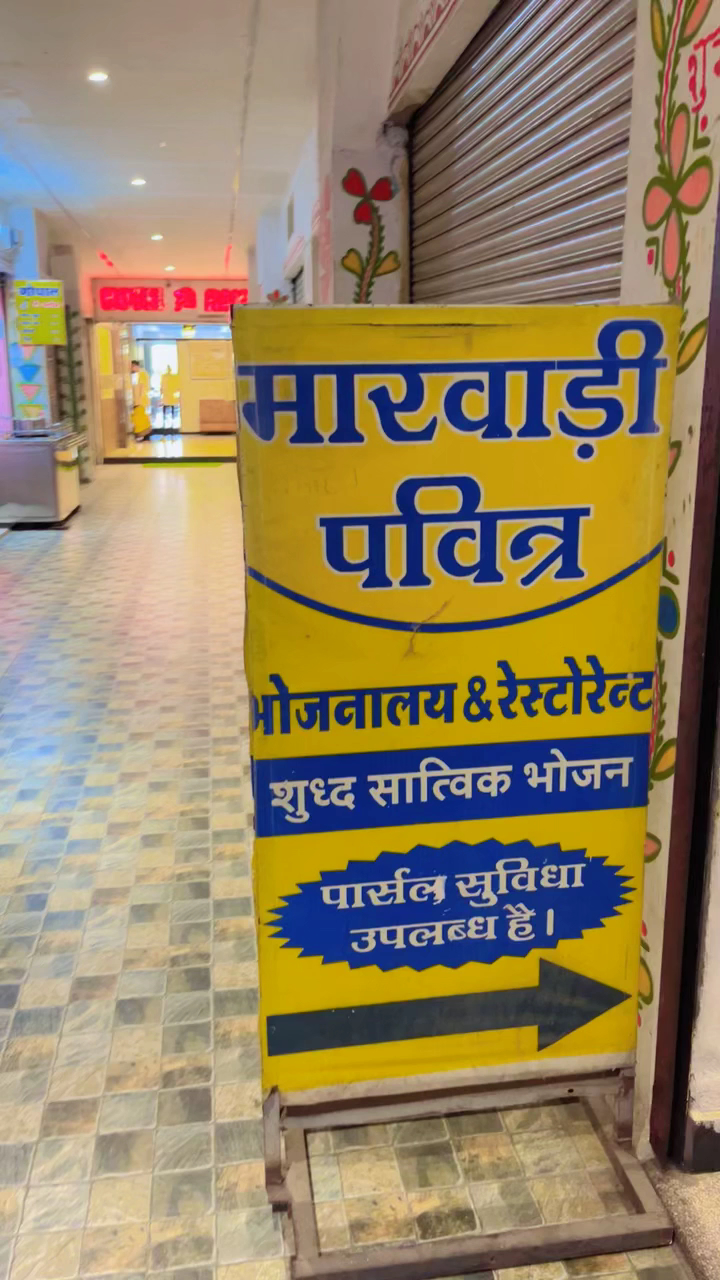 मारवाड़ी
पवित्र
भोजनालय & रेस्टोरेन्ट
शुध्द सात्विक भोजन
पार्सल सुविधा
उपलब्ध है।
गोपाल